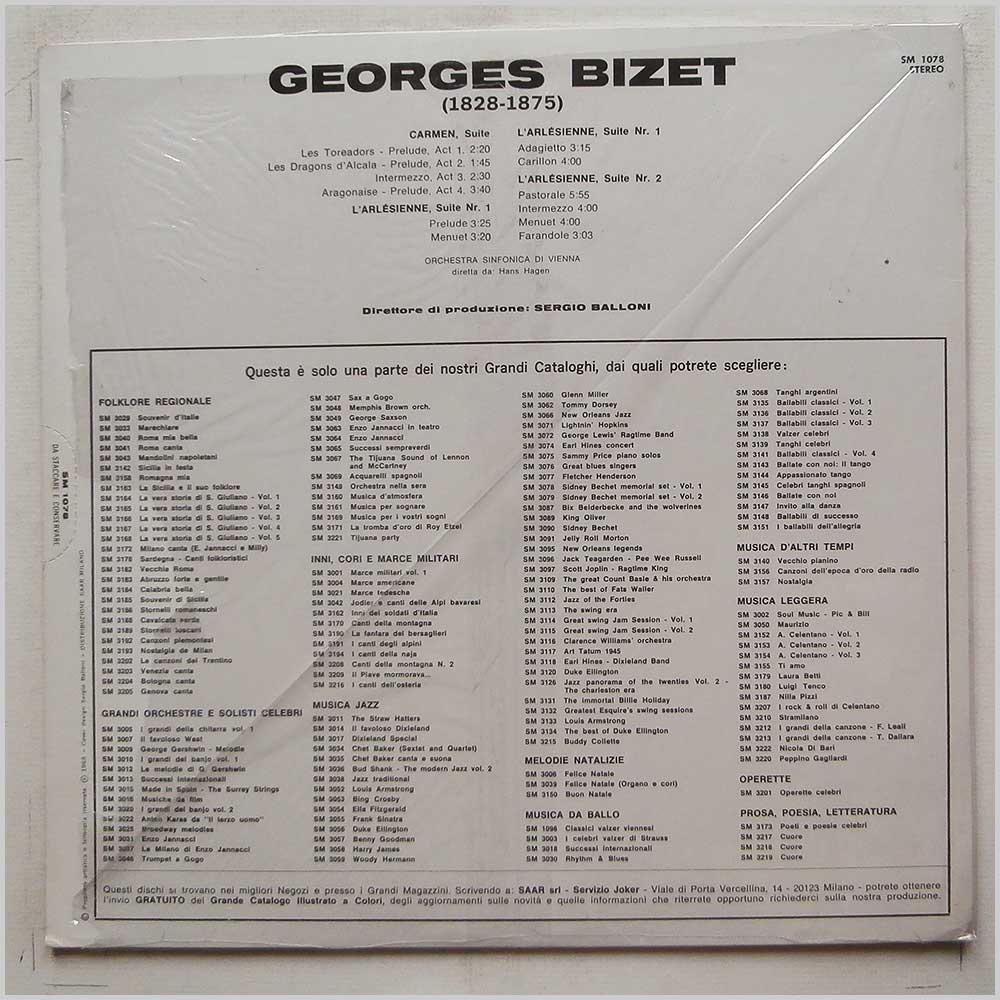 GEORGES BIZET
(1828-1875)
SM 1078
STEREO
CARMEN, Suite
Les Toreadors - Prelude, Act 1. 2:20
Les Dragons d'Alcala - Prelude, Act 2. 1:45
Intermezzo, Act 3. 2:30
Aragonaise - Prelude, Act 4. 3:40
L'ARLÉSIENNE, Suite Nr. 1
Prelude 3:25
Menuet 3:20
L'ARLÉSIENNE, Suite Nr. 1
Adagietto 3:15
Carillon 4:00
L'ARLÉSIENNE, Suite Nr. 2
Pastorale 5:55
Intermezzo 4:00
Menuet 4:00
Farandole 3:03
ORCHESTRA SINFONICA DI VIENNA
diretta da: Hans Hagen
Direttore di produzione: SERGIO BALLONI
Questa è solo una parte dei nostri Grandi Cataloghi, dai quali potrete scegliere:
FOLKLORE REGIONALE
SM 3029 Souvenir d'Italie
SM 3033 Marechiare
SM 3040 Roma mia bella
SM 3041 Roma canta
SM 3043 Mandolini napoletani
SM 3142 Sicilia in festa
SM 3158 Romagna mia
SM 3163 La Sicilia e il suo folklore
SM 3164 La vera storia di S. Giuliano - Vol. 1
SM 3165 La vera storia di S. Giuliano - Vol. 2
SM 3166 La vera storia di S. Giuliano - Vol. 3
SM 3167 La vera storia di S. Giuliano - Vol. 4
SM 3168 La vera storia di S. Giuliano - Vol. 5
SM 3172 Milano canta (E. Jannacci e Milly)
SM 3176 Sardegna - Canti folkloristici
SM 3182 Vecchia Roma
SM 3183 Abruzzo forte e gentile
SM 3184 Calabria bella
SM 3185 Souvenir di Sicilia
SM 3186 Stornelli romaneschi
SM 3188 Cavalcata verde
SM 3189 Stornelli toscani
SM 3192 Canzoni piemontesi
SM 3193 Nostalgia de Milan
SM 3202 Le canzoni del Trentino
SM 3203 Venezia canta
SM 3204 Bologna canta
SM 3205 Genova canta
GRANDI ORCHESTRE E SOLISTI CELEBRI
SM 3005 I grandi della chitarra vol. 1
SM 3007 Il favoloso West
SM 3009 George Gershwin - Melodie
SM 3010 I grandi del banjo vol. 1
SM 3012 Le melodie di G. Gershwin
SM 3013 Successi internazionali
SM 3015 Made in Spain - The Surrey Strings
SM 3016 Musiche da film
SM 3020 I grandi del banjo vol. 2
SM 3022 Anton Karas da "Il terzo uomo"
SM 3025 Broadway melodies
SM 3031 Enzo Jannacci
SM 3037 La Milano di Enzo Jannacci
SM 3046 Trumpet a Gogo
SM 3047 Sax a Gogo
SM 3048 Memphis Brown orch.
SM 3049 George Saxson
SM 3063 Enzo Jannacci in teatro
SM 3064 Enzo Jannacci
SM 3065 Successi sempreverdi
SM 3067 The Tijuana Sound of Lennon
and McCartney
SM 3069 Acquarelli spagnoli
SM 3148 Orchestra nella sera
SM 3160 Musica d'atmosfera
SM 3161 Musica per sognare
SM 3169 Musica per i vostri sogni
SM 3171 La tromba d'oro di Roy Etzel
SM 3221 Tijuana party
INNI, CORI E MARCE MILITARI
SM 3001 Marce militari vol. 1
SM 3004 Marce americane
SM 3021 Marce tedesche
SM 3042 Jodler e canti delle Alpi bavaresi
SM 3162 Inni dei soldati d'Italia
SM 3170 Canti della montagna
SM 3190 La fanfara dei bersaglieri
SM 3191 I canti degli alpini
SM 3194 I canti della naja
SM 3208 Canti della montagna N. 2
SM 3209 Il Piave mormorava...
SM 3216 I canti dell'osteria
MUSICA JAZZ
SM 3011 The Straw Hatters
SM 3014 Il favoloso Dixieland
SM 3017 Dixieland Special
SM 3034 Chet Baker (Sextet and Quartet)
SM 3035 Chet Baker canta e suona
SM 3036 Bud Shank - The modern Jazz vol. 2
SM 3038 Jazz traditional
SM 3052 Louis Armstrong
SM 3053 Bing Crosby
SM 3054 Ella Fitzgerald
SM 3055 Frank Sinatra
SM 3056 Duke Ellington
SM 3057 Benny Goodman
SM 3058 Harry James
SM 3059 Woody Hermann
SM 3060 Glenn Miller
SM 3062 Tommy Dorsey
SM 3066 New Orleans Jazz
SM 3071 Lightnin' Hopkins
SM 3072 George Lewis' Ragtime Band
SM 3074 Earl Hines concert
SM 3075 Sammy Price piano solos
SM 3076 Great blues singers
SM 3077 Fletcher Henderson
SM 3078 Sidney Bechet memorial set - Vol. 1
SM 3079 Sidney Bechet memorial set - Vol. 2
SM 3087 Bix Beiderbecke and the wolverines
SM 3089 King Oliver
SM 3090 Sidney Bechet
SM 3091 Jelly Roll Morton
SM 3095 New Orleans legends
SM 3096 Jack Teagarden - Pee Wee Russell
SM 3097 Scott Joplin - Ragtime King
SM 3109 The great Count Basie & his orchestra
SM 3110 The best of Fats Waller
SM 3112 Jazz of the Forties
SM 3113 The swing era
SM 3114 Great swing Jam Session - Vol. 1
SM 3115 Great swing Jam Session - Vol. 2
SM 3116 Clarence Williams' orchestra
SM 3117 Art Tatum 1945
SM 3118 Earl Hines - Dixieland Band
SM 3120 Duke Ellington
SM 3126 Jazz panorama of the twenties Vol. 2 -
The charleston era
SM 3131 The immortal Billie Holiday
SM 3132 Greatest Esquire's swing sessions
SM 3133 Louis Armstrong
SM 3134 The best of Duke Ellington
SM 3215 Buddy Collette
MELODIE NATALIZIE
SM 3006 Felice Natale
SM 3039 Felice Natale (Organo e cori)
SM 3150 Buon Natale
MUSICA DA BALLO
SM 1096 Classici valzer viennesi
SM 3003 I celebri valzer di Strauss
SM 3018 Successi internazionali
SM 3030 Rhythm & Blues
SM 3068 Tanghi argentini
SM 3135 Ballabili classici - Vol. 1
SM 3136 Ballabili classici - Vol. 2
SM 3137 Ballabili classici - Vol. 3
SM 3138 Valzer celebri
SM 3139 Tanghi celebri
SM 3141 Ballabili classici - Vol. 4
SM 3143 Ballate con noi: il tango
SM 3144 Appassionato tango
SM 3145 Celebri tanghi spagnoli
SM 3146 Ballate con noi
SM 3147 Invito alla danza
SM 3148 Ballabili di successo
SM 3151 I ballabili dell'allegria
MUSICA D'ALTRI TEMPI
SM 3140 Vecchio pianino
SM 3156 Canzoni dell'epoca d'oro della radio
SM 3157 Nostalgia
MUSICA LEGGERA
SM 3002 Soul Music - Pic & Bill
SM 3050 Maurizio
SM 3152 A. Celentano - Vol. 1
SM 3153 A. Celentano - Vol. 2
SM 3154 A. Celentano - Vol. 3
SM 3155 Ti amo
SM 3179 Laura Betti
SM 3180 Luigi Tenco
SM 3187 Nilla Pizzi
SM 3207 I rock & roll di Celentano
SM 3210 Stramilano
SM 3212 I grandi della canzone - F. Leali
SM 3213 I grandi della canzone - T. Dallara
SM 3222 Nicola Di Bari
SM 3220 Peppino Gagliardi
OPERETTE
SM 3201 Operette celebri
PROSA, POESIA, LETTERATURA
SM 3173 Poeti e poesie celebri
SM 3217 Cuore
SM 3218 Cuore
SM 3219 Cuore
Questi dischi si trovano nei migliori Negozi e presso i Grandi Magazzini. Scrivendo a: SAAR srl - Servizio Joker - Viale di Porta Vercellina, 14 - 20123 Milano - potrete ottenere
l'invio GRATUITO del Grande Catalogo Illustrato a Colori, degli aggiornamenti sulle novità e quelle informazioni che riterrete opportuno richiederci sulla nostra produzione.
SM 1078
DA STACCARE E CONSERVARE
© Proprietà artistica e letteraria riservata © 1968 - Cover Design Sergio Balloni - DISTRIBUZIONE SAAR MILANO